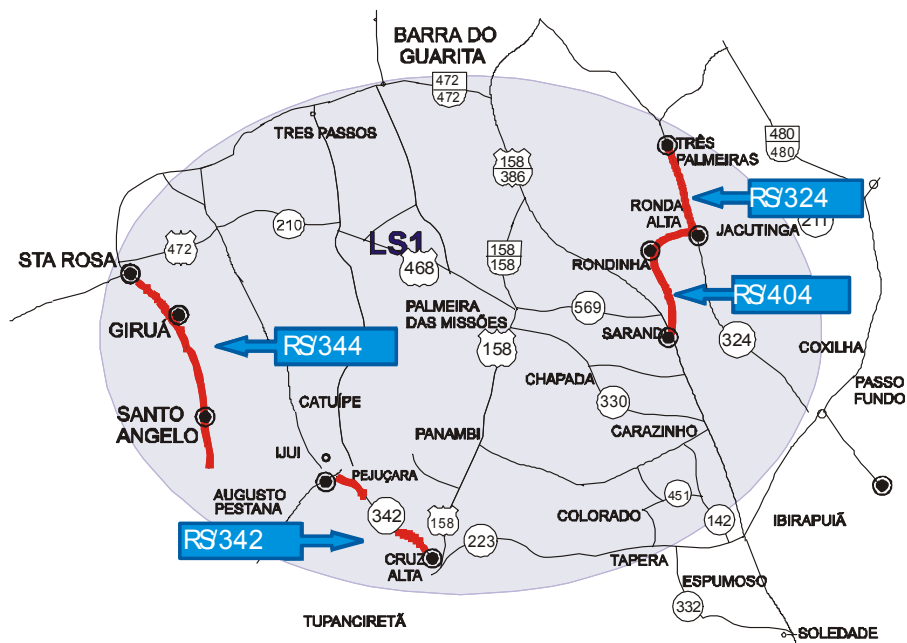 BARRA DO
GUARITA
472
472
TRES PASSOS
480
480
TRÊS
PALMEIRAS
158
386
RS/324
RONDA
ALTA
JACUTINGA
211
210
472
LS1
468
158
158
RONDINHA
STA ROSA
RS/404
PALMEIRA
DAS MISSÕES
569
GIRUÁ
SARANDI
324
RS/344
158
COXILHA
CHAPADA
PASSO
FUNDO
CATUIPE
330
SANTO
ANGELO
PANAMBI
CARAZINHO
IJUI
PEJUÇARA
AUGUSTO
PESTANA
451
342
COLORADO
142
IBIRAPUIÃ
158
RS/342
223
CRUZ
ALTA
TAPERA
ESPUMOSO
332
TUPANCIRETÃ
SOLEDADE